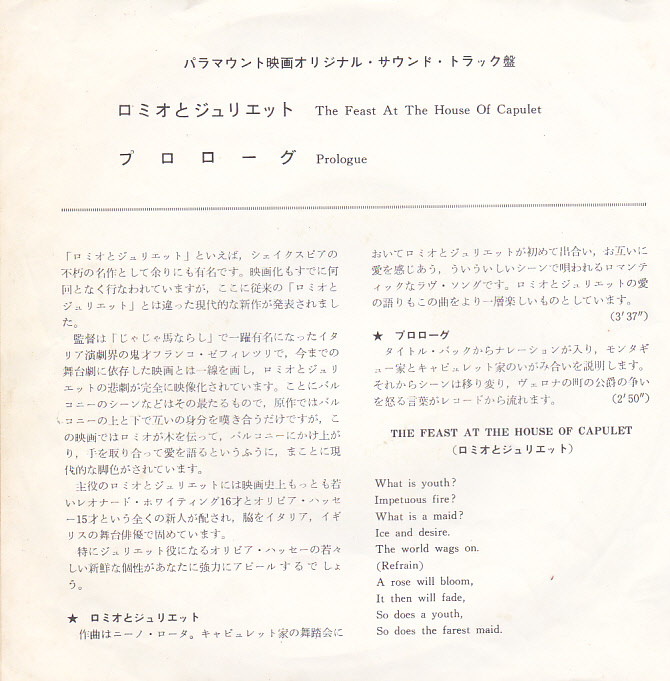 パラマウント映画オリジナル・サウンド・トラック盤
ロミオとジュリエット The Feast At The House Of Capulet
プロローグ Prologue
「ロミオとジュリエット」といえば，シェイクスピアの
不朽の名作として余りにも有名です。映画化もすでに何
回となく行なわれていますが，ここに従来の「ロミオと
ジュリエット」とは違った現代的な新作が発表されまし
た。
監督は「じゃじゃ馬ならし」で一躍有名になったイタ
リア演劇界の鬼才フランコ・ゼフィレツリで，今までの
舞台劇に依存した映画とは一線を画し，ロミオとジュリ
エットの悲劇が完全に映像化されています。ことにバル
コニーのシーンなどはその最たるもので，原作ではバル
コニーの上と下で互いの身分を嘆き合うだけですが，こ
の映画ではロミオが木を伝って，バルコニーにかけ上が
り，手を取り合って愛を語るというふうに，まことに現
代的な脚色がされています。
主役のロミオとジュリエットには映画史上もっとも若
いレオナード・ホワイティング16才とオリビア・ハッセ
ー15才という全くの新人が配され，脇をイタリア，イギ
リスの舞台俳優で固めています。
特にジュリエット役になるオリビア・ハッセーの若々
しい新鮮な個性があなたに強力にアピールするでしょ
う。
★ ロミオとジュリエット
作曲はニーノ・ロータ。キャピュレット家の舞踏会に
おいてロミオとジュリエットが初めて出合い，お互いに
愛を感じあう，ういういしいシーンで唄われるロマンテ
ィックなラヴ・ソングです。ロミオとジュリエットの愛
の語りもこの曲をより一層楽しいものとしています。
(3′37″)
★ プロローグ
タイトル・バックからナレーションが入り，モンタギ
ュー家とキャピュレット家のいがみ合いを説明します。
それからシーンは移り変り，ヴェロナの町の公爵の争い
を怒る言葉がレコードから流れます。 (2′50″)
THE FEAST AT THE HOUSE OF CAPULET
(ロミオとジュリエット)
What is youth?
Impetuous fire?
What is a maid?
Ice and desire.
The world wags on.
(Refrain)
A rose will bloom,
It then will fade,
So does a youth,
So does the farest maid.